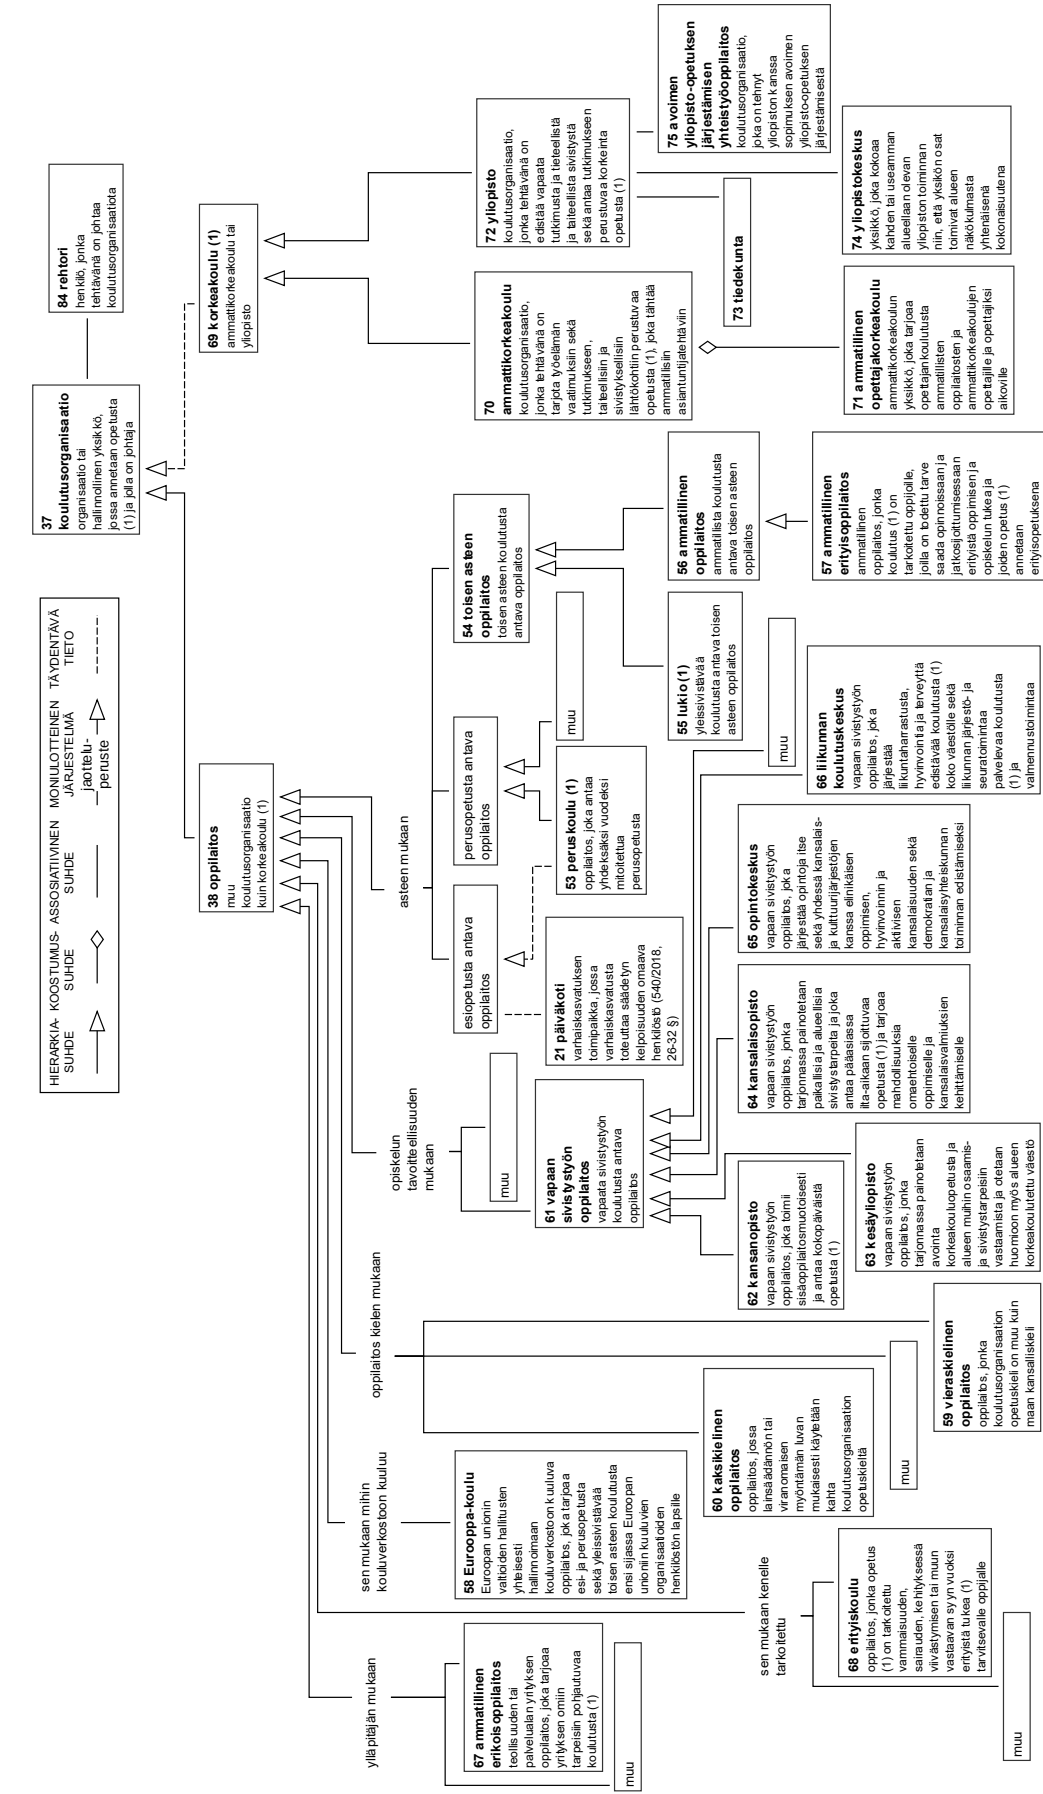 HIERARKIA-
SUHDE
KOOSTUMUS-
SUHDE
ASSOSIATIIVINEN
SUHDE
MONIULOTTEINEN
JÄRJESTELMÄ
jaottelu-
peruste
TÄYDENTÄVÄ
TIETO
37
koulutusorganisaatio
organisaatio tai
hallinnollinen yksikkö,
jossa annetaan opetusta
(1) ja jolla on johtaja
84 rehtori
henkilö, jonka
tehtävänä on johtaa
koulutusorganisaatiota
38 oppilaitos
muu
koulutusorganisaatio
kuin korkeakoulu (1)
69 korkeakoulu (1)
ammattikorkeakoulu tai
yliopisto
ylläpitäjän mukaan
sen mukaan mihin
kouluverkostoon kuuluu
oppilaitos kielen mukaan
opiskelun
tavoitteellisuuden
mukaan
asteen mukaan
67 ammatillinen
erikoisoppilaitos
teollisuuden tai
palvelualan yrityksen
oppilaitos, joka tarjoaa
yrityksen omiin
tarpeisiin pohjautuvaa
koulutusta (1)
muu
58 Eurooppa-koulu
Euroopan unionin
valtioiden hallitusten
yhteisesti
hallinnoimaan
kouluverkostoon kuuluva
oppilaitos, joka tarjoaa
esi- ja perusopetusta
sekä yleissivistävää
toisen asteen koulutusta
ensi sijassa Euroopan
unioniin kuuluvien
organisaatioiden
henkilöstön lapsille
muu
esiopetusta antava
oppilaitos
perusopetusta antava
oppilaitos
54 toisen asteen
oppilaitos
toisen asteen koulutusta
antava oppilaitos
70
ammattikorkeakoulu
koulutusorganisaatio,
jonka tehtävänä on
tarjota työelämän
vaatimuksiin sekä
tutkimukseen,
taiteellisiin ja
sivistyksellisiin
lähtökohtiin perustuvaa
opetusta (1), joka tähtää
ammatillisiin
asiantuntijatehtäviin
72 yliopisto
koulutusorganisaatio,
jonka tehtävänä on
edistää vapaata
tutkimusta ja tieteellistä
ja taiteellista sivistystä
sekä antaa tutkimukseen
perustuvaa korkeinta
opetusta (1)
61 vapaan
sivistystyön
oppilaitos
vapaata sivistystyön
koulutusta antava
oppilaitos
21 päiväkoti
varhaiskasvatuksen
toimipaikka, jossa
varhaiskasvatusta
toteuttaa säädetyn
kelpoisuuden omaava
henkilöstö (540/2018,
26-32 §)
53 peruskoulu (1)
oppilaitos, joka antaa
yhdeksäksi vuodeksi
mitoitettua
perusopetusta
muu
55 lukio (1)
yleissivistävää
koulutusta antava toisen
asteen oppilaitos
56 ammatillinen
oppilaitos
ammatillista koulutusta
antava toisen asteen
oppilaitos
73 tiedekunta
75 avoimen
yliopisto-opetuksen
järjestämisen
yhteistyöoppilaitos
koulutusorganisaatio,
joka on tehnyt
yliopiston kanssa
sopimuksen avoimen
yliopisto-opetuksen
järjestämisestä
sen mukaan kenelle
tarkoitettu
60 kaksikielinen
oppilaitos
oppilaitos, jossa
lainsäädännön tai
viranomaisen
myöntämän luvan
mukaisesti käytetään
kahta
koulutusorganisaation
opetuskieltä
62 kansanopisto
vapaan sivistystyön
oppilaitos, joka toimii
sisäoppilaitosmuotoisesti
ja antaa kokopäiväistä
opetusta (1)
64 kansalaisopisto
vapaan sivistystyön
oppilaitos, jonka
tarjonnassa painotetaan
paikallisia ja alueellisia
sivistystarpeita ja joka
antaa pääasiassa
ilta-aikaan sijoittuvaa
opetusta (1) ja tarjoaa
mahdollisuuksia
omaehtoiselle
oppimiselle ja
kansalaisvalmiuksien
kehittämiselle
65 opintokeskus
vapaan sivistystyön
oppilaitos, joka
järjestää opintoja itse
sekä yhdessä kansalais-
ja kulttuurijärjestöjen
kanssa elinikäisen
oppimisen,
hyvinvoinnin ja
aktiivisen
kansalaisuuden sekä
demokratian ja
kansalaisyhteiskunnan
toiminnan edistämiseksi
muu
66 liikunnan
koulutuskeskus
vapaan sivistystyön
oppilaitos, joka
järjestää
liikuntaharrastusta,
hyvinvointia ja terveyttä
edistävää koulutusta (1)
koko väestölle sekä
liikunnan järjestö- ja
seuratoimintaa
palvelevaa koulutusta
(1) ja
valmennustoimintaa
57 ammatillinen
erityisoppilaitos
ammatillinen
oppilaitos, jonka
koulutus (1) on
tarkoitettu oppijoille,
joilla on todettu tarve
saada opinnoissaan ja
jatkosijoittumisessaan
erityistä oppimisen ja
opiskelun tukea ja
joiden opetus (1)
annetaan
erityisopetuksena
71 ammatillinen
opettajakorkeakoulu
ammattikorkeakoulun
yksikkö, joka tarjoaa
opettajankoulutusta
ammatillisten
oppilaitosten ja
ammattikorkeakoulujen
opettajille ja opettajiksi
aikoville
74 yliopistokeskus
yksikkö, joka kokoaa
kahden tai useamman
alueellaan olevan
yliopiston toiminnan
niin, että yksikön osat
toimivat alueen
näkökulmasta
yhtenäisenä
kokonaisuutena
68 erityiskoulu
oppilaitos, jonka opetus
(1) on tarkoitettu
vammaisuuden,
sairauden, kehityksessä
viivästymisen tai muun
vastaavan syyn vuoksi
erityistä tukea (1)
tarvitsevalle oppijalle
muu
muu
59 vieraskielinen
oppilaitos
oppilaitos, jonka
koulutusorganisaation
opetuskieli on muu kuin
maan kansalliskieli
63 kesäyliopisto
vapaan sivistystyön
oppilaitos, jonka
tarjonnassa painotetaan
avointa
korkeakouluopetusta ja
alueen muihin osaamis-
ja sivistystarpeisiin
vastaamista ja otetaan
huomioon myös alueen
korkeakoulutettu väestö